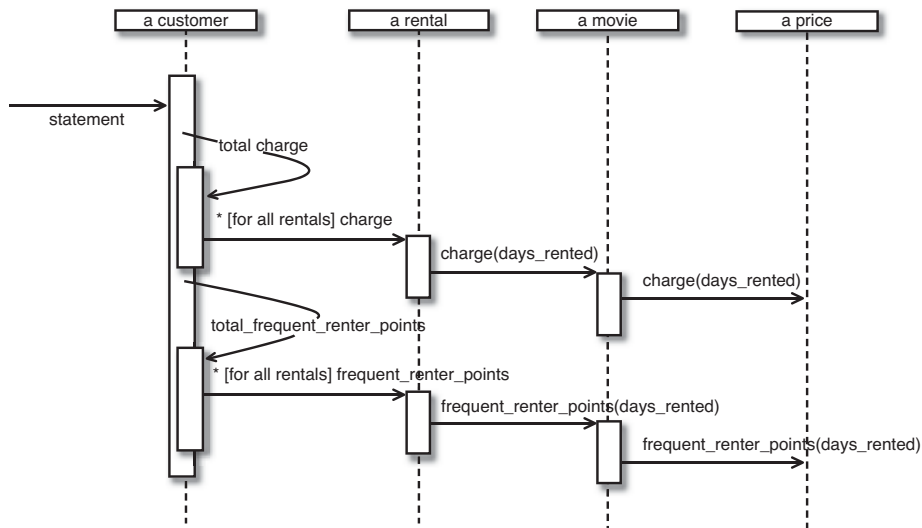 a customer
a rental
a movie
a price
statement
total charge
* [for all rentals] charge
charge(days_rented)
charge(days_rented)
total_frequent_renter_points
* [for all rentals] frequent_renter_points
frequent_renter_points(days_rented)
frequent_renter_points(days_rented)